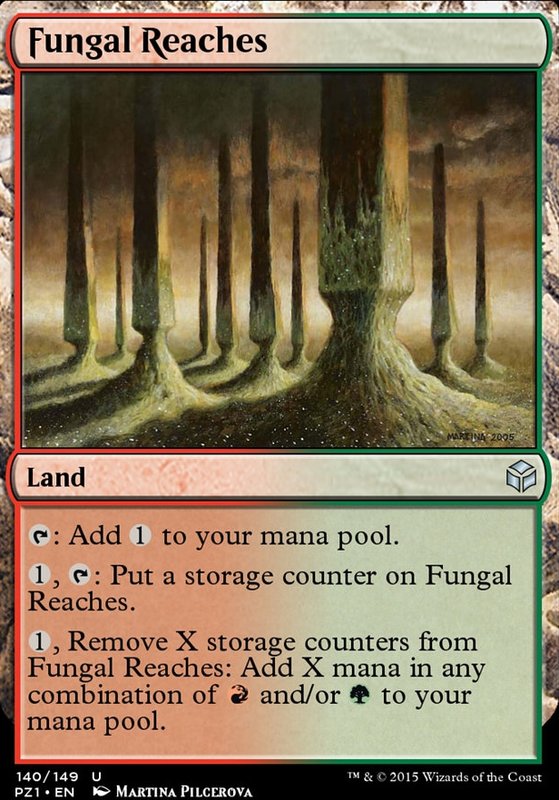 Fungal Reaches
MARTINA 2005
Land
: Add 1 to your mana pool.
1, : Put a storage counter on Fungal
Reaches.
1, Remove X storage counters from
Fungal Reaches: Add X mana in any
combination of and/or to your
mana pool.
140/149 U
PZ1 • EN Martina Pilcerova
™ & © 2015 Wizards of the Coast